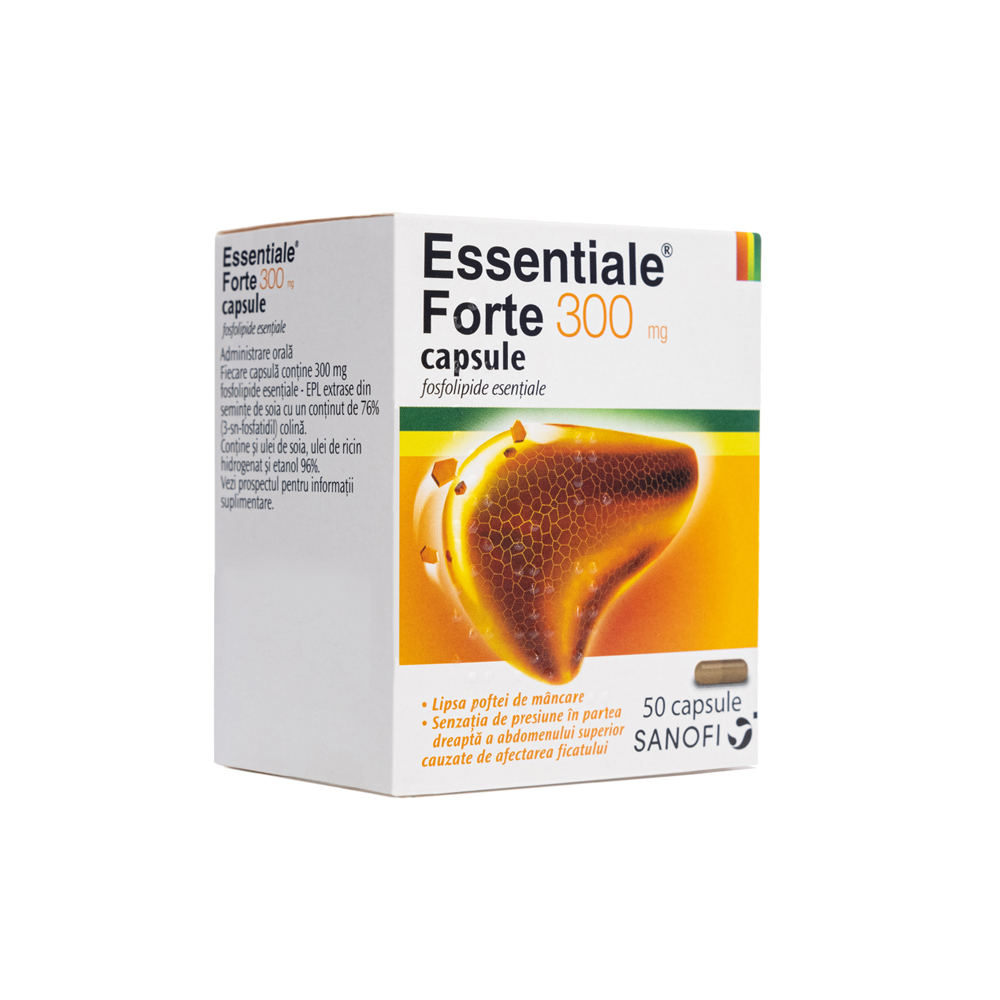 Essentiale®
Forte 300 mg
capsule
fosfolipide esențiale
Administrare orală
Fiecare capsulă conține 300 mg
fosfolipide esențiale - EPL extrase din
semințe de soia cu un conținut de 76%
(3-sn-fosfatidil) colină.
Conține și ulei de soia, ulei de ricin
hidrogenat și etanol 96%.
Vezi prospectul pentru informații
suplimentare.
Essentiale®
Forte 300 mg
capsule
fosfolipide esențiale
• Lipsa poftei de mâncare
• Senzația de presiune în partea
dreaptă a abdomenului superior
cauzate de afectarea ficatului
50 capsule
SANOFI